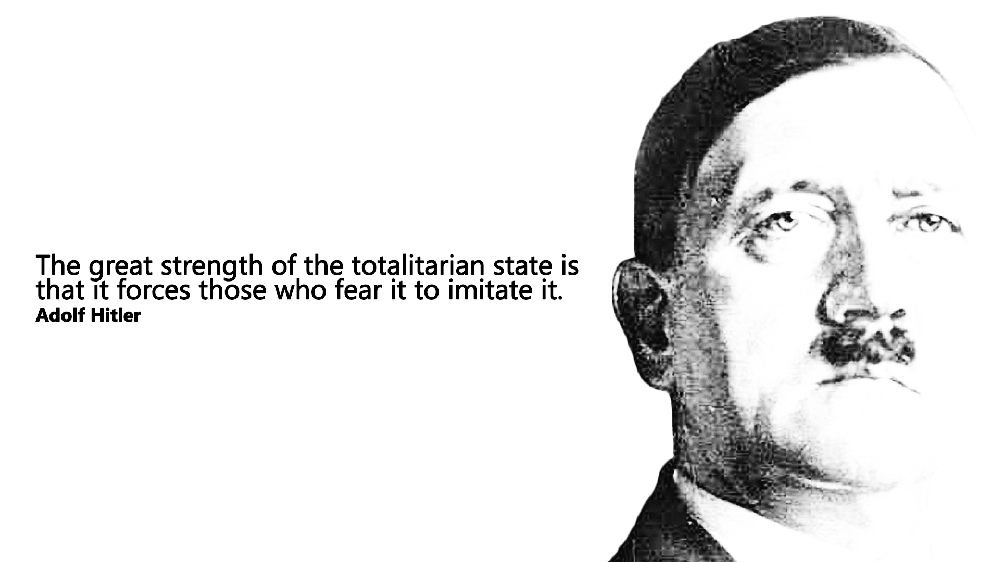 The great strength of the totalitarian state is
that it forces those who fear it to imitate it.
Adolf Hitler